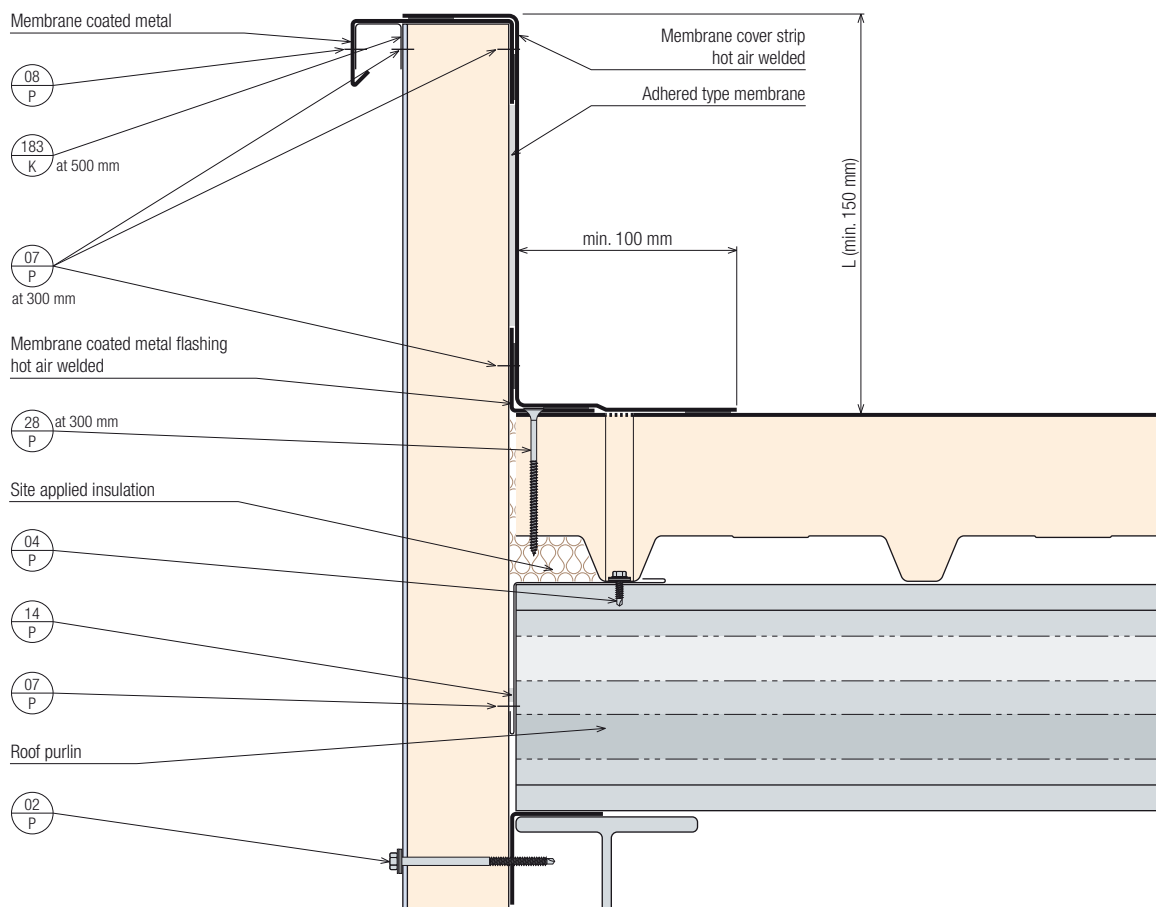 Membrane coated metal
08
P
183
K
at 500 mm
07
P
at 300 mm
Membrane coated metal flashing
hot air welded
28
P
at 300 mm
Site applied insulation
04
P
14
P
07
P
Roof purlin
02
P
Membrane cover strip
hot air welded
Adhered type membrane
min. 100 mm
L (min. 150 mm)